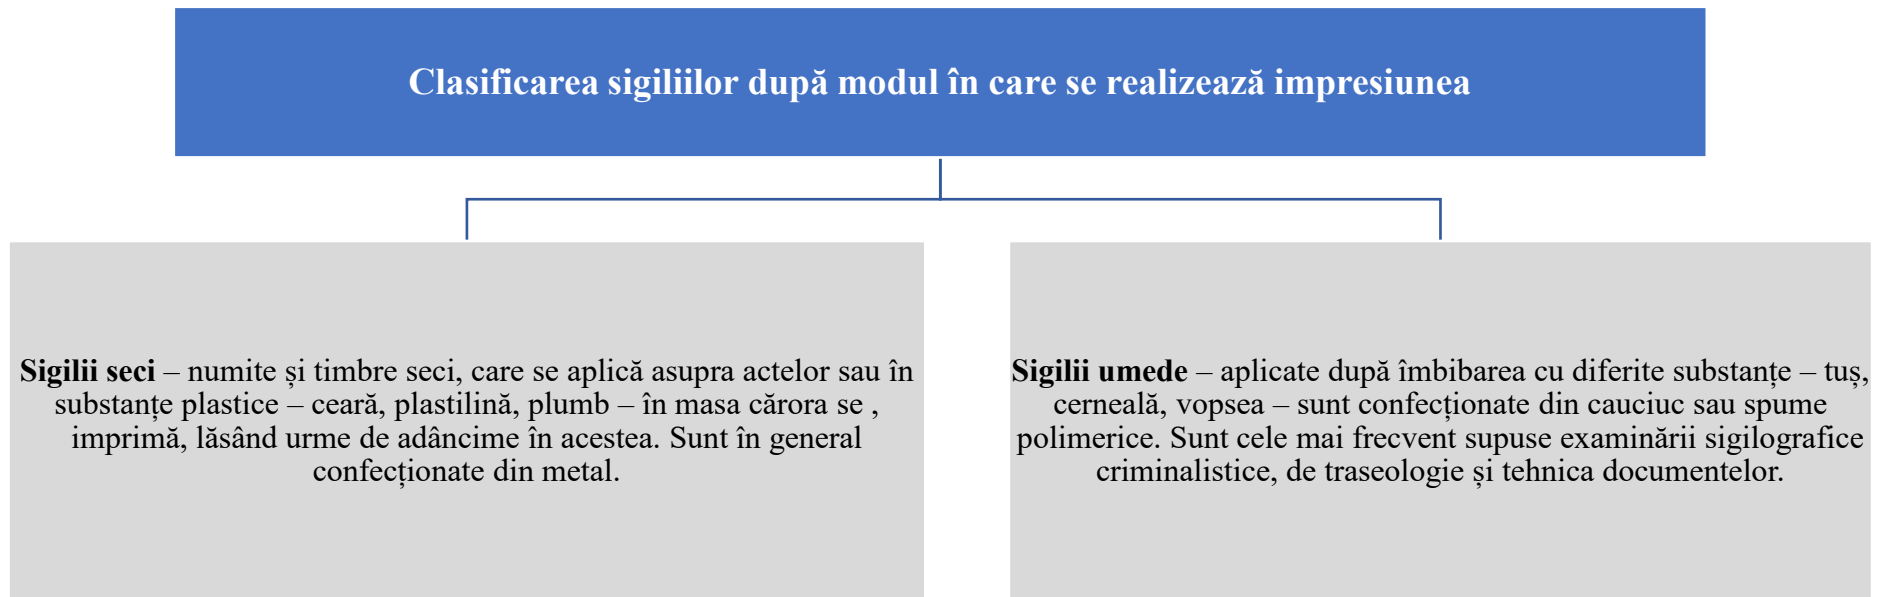 Clasificarea sigiliilor după modul în care se realizează impresiunea
Sigilii seci – numite și timbre seci, care se aplică asupra actelor sau în
substanțe plastice – ceară, plastilină, plumb – în masa cărora se ,
imprimă, lăsând urme de adâncime în acestea. Sunt în general
confecționate din metal.
Sigilii umede – aplicate după îmbibarea cu diferite substanțe – tuș,
cerneală, vopsea – sunt confecționate din cauciuc sau spume
polimerice. Sunt cele mai frecvent supuse examinării sigilografice
criminalistice, de traseologie și tehnica documentelor.